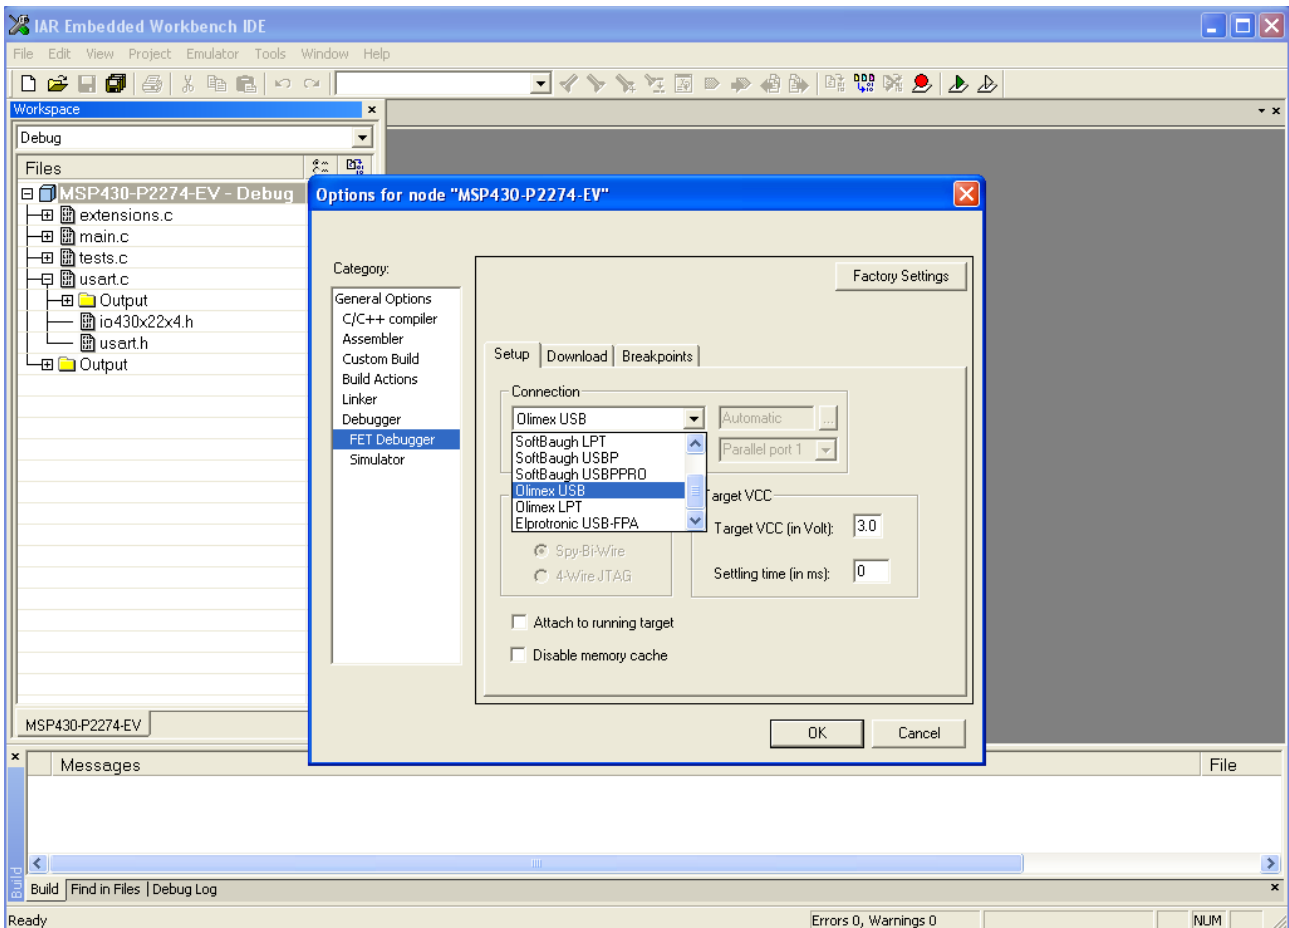 IAR Embedded Workbench IDE
File Edit View Project Emulator Tools Window Help
Workspace
Debug
Files
MSP430-P2274-EV - Debug
extensions.c
main.c
tests.c
usart.c
Output
io430x22x4.h
usart.h
Output
MSP430-P2274-EV
Options for node "MSP430-P2274-EV"
Category:
General Options
C/C++ compiler
Assembler
Custom Build
Build Actions
Linker
Debugger
FET Debugger
Simulator
Factory Settings
Setup Download Breakpoints
Connection
Olimex USB
Automatic ...
Parallel port 1
SoftBaugh LPT
SoftBaugh USBP
SoftBaugh USBPPRO
Olimex USB
Olimex LPT
Elprotronic USB-FPA
Spy-Bi-Wire
4-Wire JTAG
Target VCC
Target VCC (in Volt): 3.0
Settling time (in ms): 0
Attach to running target
Disable memory cache
OK Cancel
Messages File
Build
Build Find in Files Debug Log
Ready Errors 0, Warnings 0 NUM